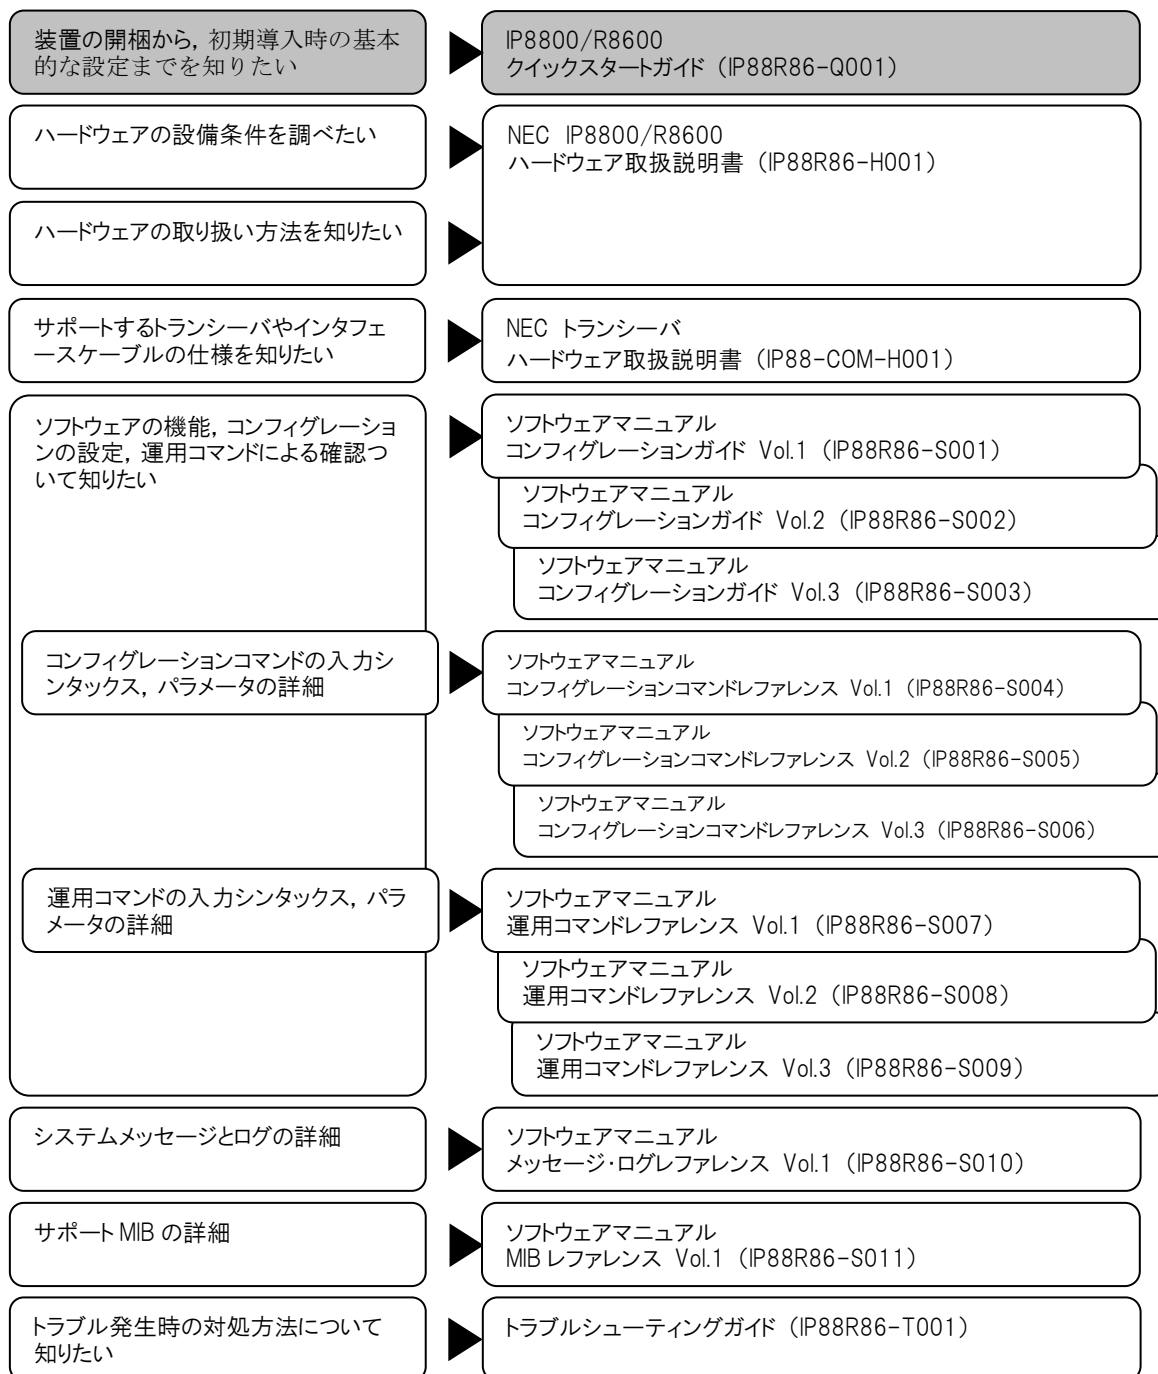 装置の開梱から，初期導入時の基本
的な設定までを知りたい
IP8800/R8600
クイックスタートガイド（IP88R86-Q001）
ハードウェアの設備条件を調べたい
NEC IP8800/R8600
ハードウェア取扱説明書（IP88R86-H001）
ハードウェアの取り扱い方法を知りたい
サポートするトランシーバやインタフェ
ースケーブルの仕様を知りたい
NEC トランシーバ
ハードウェア取扱説明書（IP88-COM-H001）
ソフトウェアの機能，コンフィグレーショ
ンの設定，運用コマンドによる確認つ
いて知りたい
ソフトウェアマニュアル
コンフィグレーションガイド Vol.1（IP88R86-S001）
ソフトウェアマニュアル
コンフィグレーションガイド Vol.2（IP88R86-S002）
ソフトウェアマニュアル
コンフィグレーションガイド Vol.3（IP88R86-S003）
コンフィグレーションコマンドの入力シ
ンタックス，パラメータの詳細
ソフトウェアマニュアル
コンフィグレーションコマンドレファレンス Vol.1（IP88R86-S004）
ソフトウェアマニュアル
コンフィグレーションコマンドレファレンス Vol.2（IP88R86-S005）
ソフトウェアマニュアル
コンフィグレーションコマンドレファレンス Vol.3（IP88R86-S006）
運用コマンドの入力シンタックス，パラ
メータの詳細
ソフトウェアマニュアル
運用コマンドレファレンス Vol.1（IP88R86-S007）
ソフトウェアマニュアル
運用コマンドレファレンス Vol.2（IP88R86-S008）
ソフトウェアマニュアル
運用コマンドレファレンス Vol.3（IP88R86-S009）
システムメッセージとログの詳細
ソフトウェアマニュアル
メッセージ・ログレファレンス Vol.1（IP88R86-S010）
サポート MIB の詳細
ソフトウェアマニュアル
MIB レファレンス Vol.1（IP88R86-S011）
トラブル発生時の対処方法について
知りたい
トラブルシューティングガイド（IP88R86-T001）